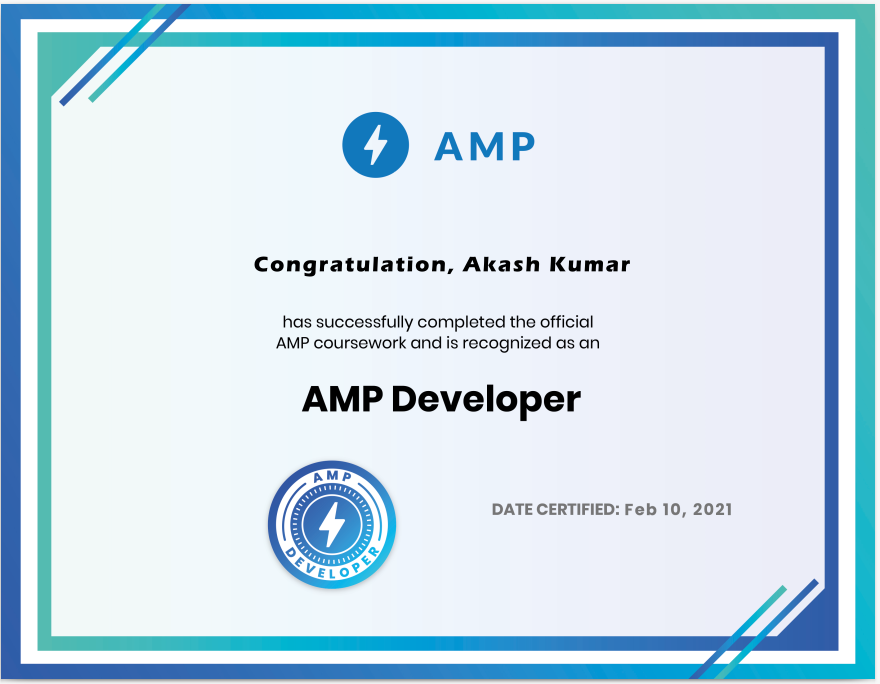 AMP
Congratulation, Akash Kumar
has successfully completed the official
AMP coursework and is recognized as an
AMP Developer
AMP
DEVELOPER
DATE CERTIFIED: Feb 10, 2021